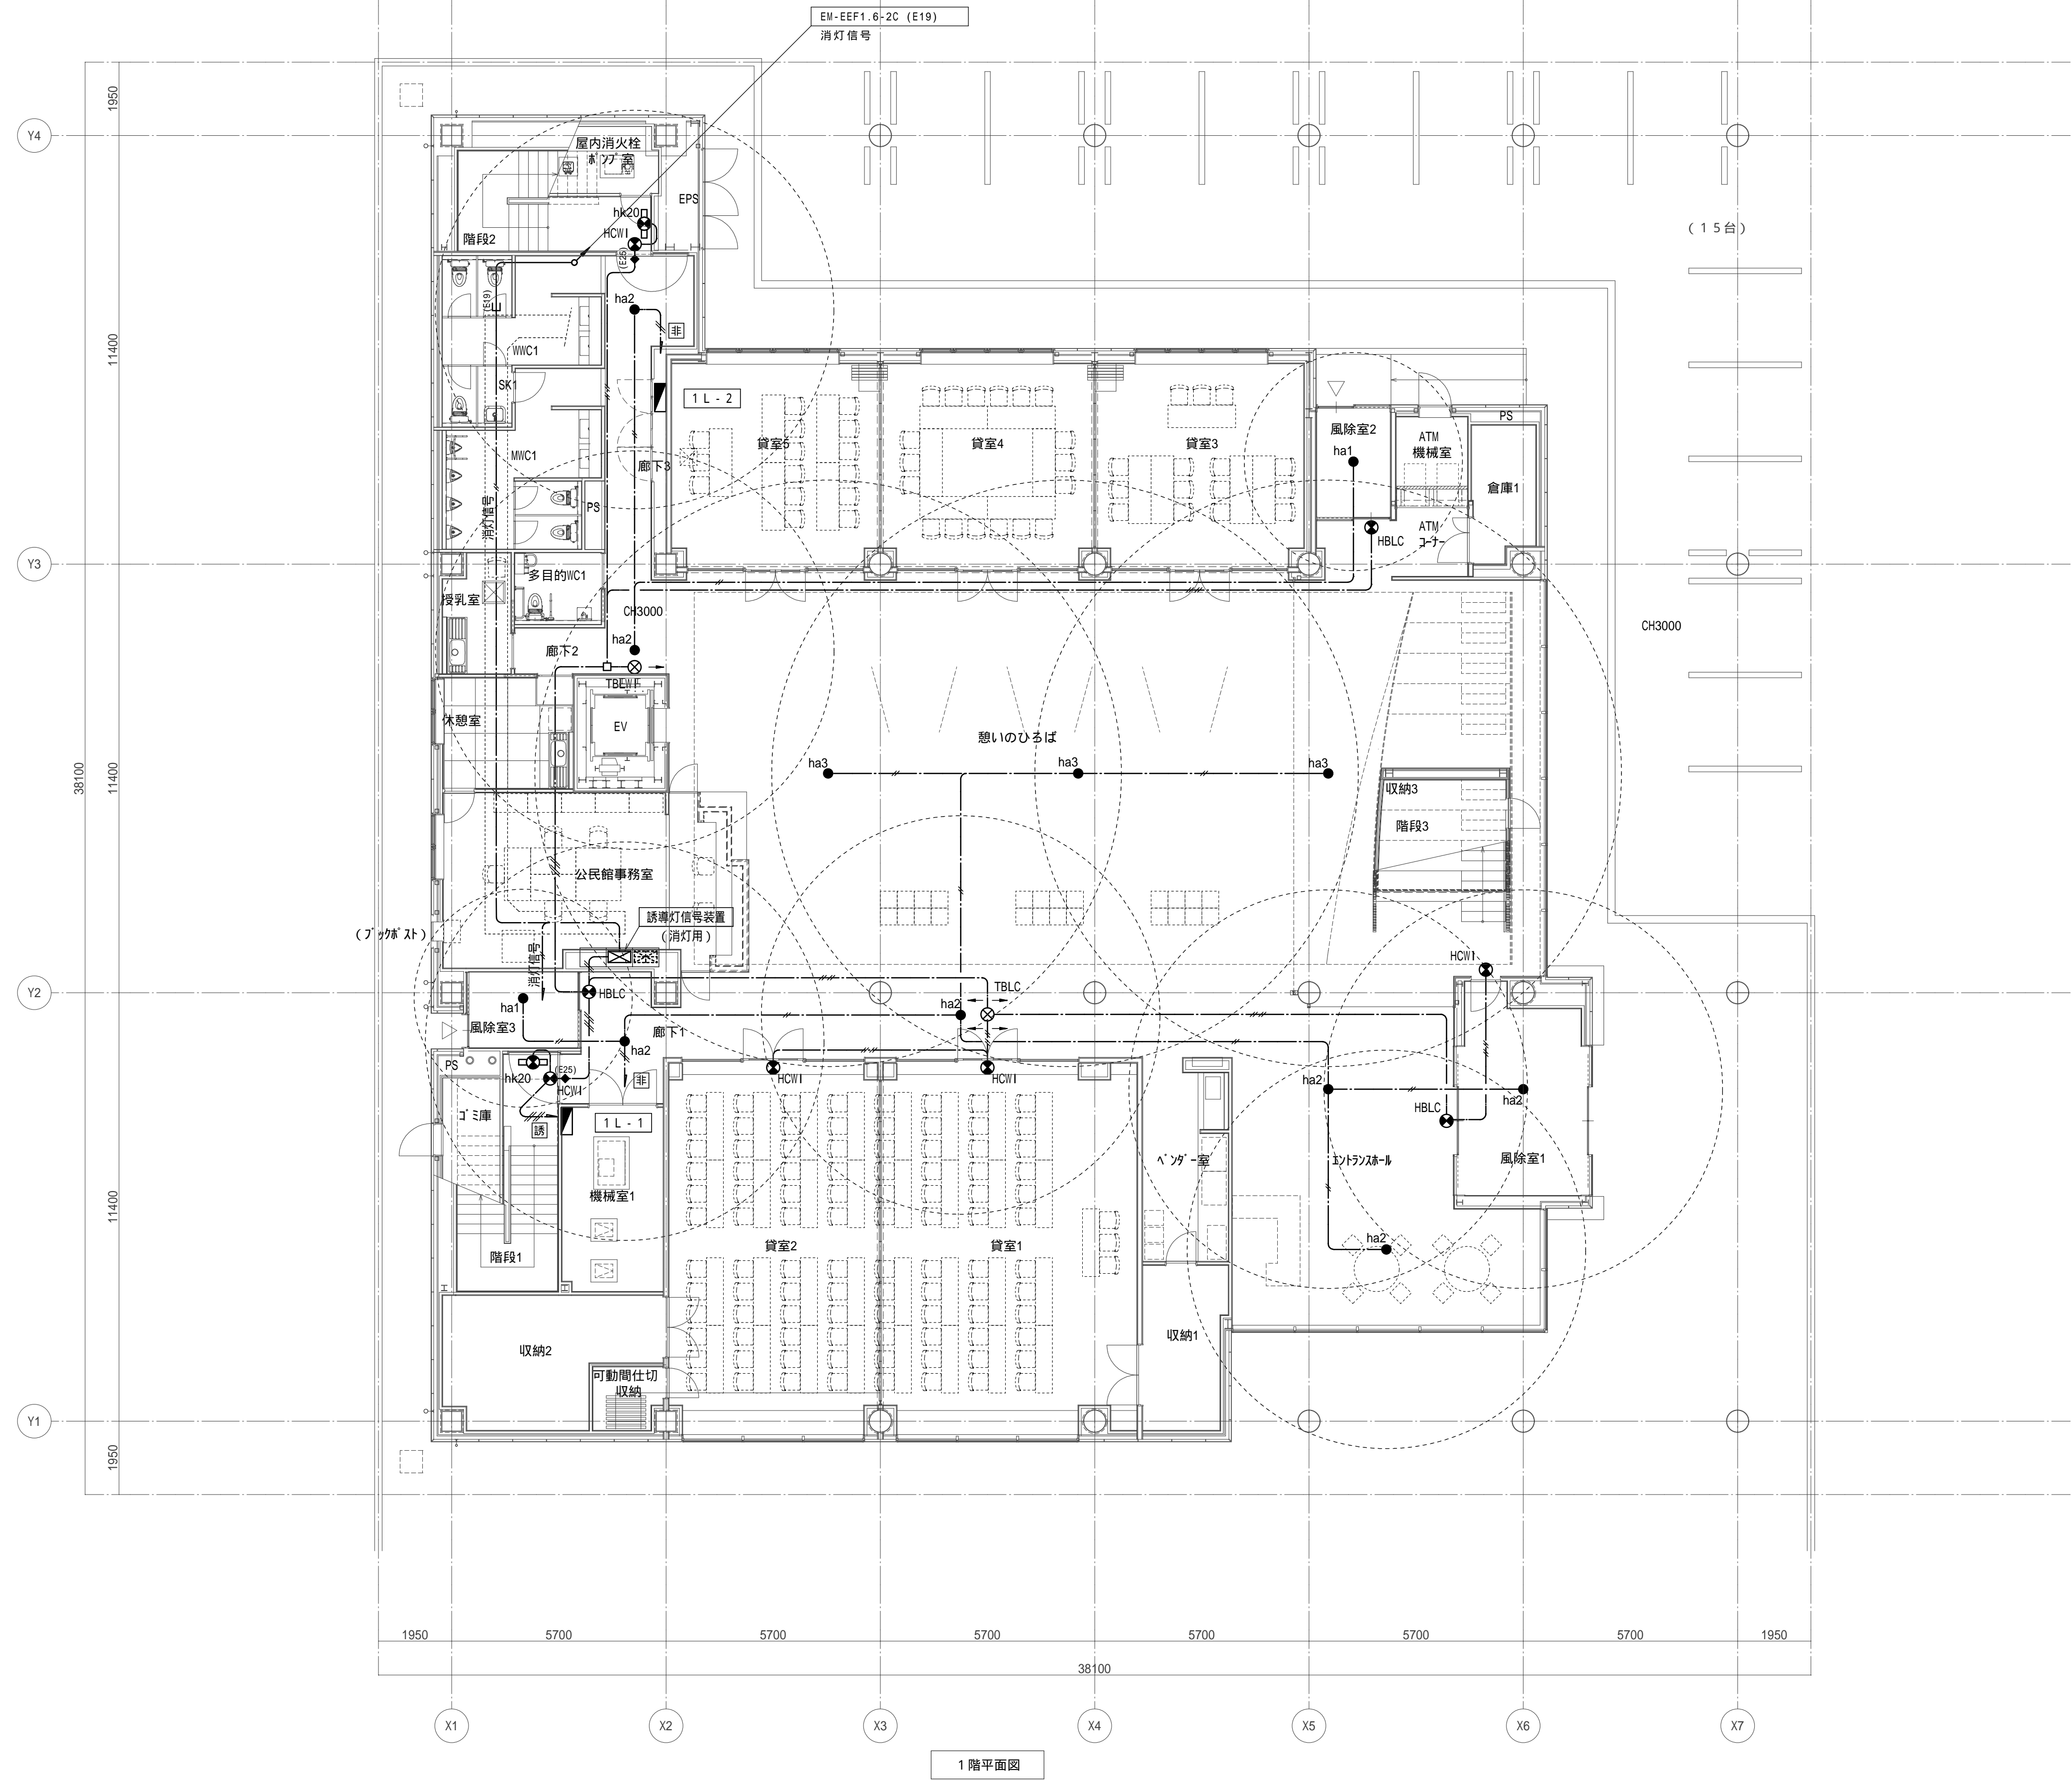 EM-EEF1.6-2C (E19)
消灯信号
1950
Y4
屋内消火栓
ポンプ室
EPS
hk20
HCWI
階段2
(E25)
(15台)
ha2
非
(E19)
WWC1
11400
SK1
1L-2
貸室5
貸室4
貸室3
風除室2
ha1
ATM
機械室
PS
MWC1
廊下3
倉庫1
消灯信号
PS
HBLC
ATM
コーナー
Y3
多目的WC1
授乳室
CH3000
CH3000
ha2
廊下2
TBLWI
休憩室
EV
憩いのひろば
38100
11400
ha3
ha3
ha3
収納3
階段3
公民館事務室
誘導灯信号装置
(消灯用)
(ブックポスト)
消灯信号
HCWI
Y2
HBLC
TBLC
ha1
ha2
風除室3
廊下1
ha2
PS
hk20
(E25)
HCWI
非
HCWI
HCWI
ha2
ha2
HBLC
ゴミ庫
誘
1L-1
ベンダー室
エントランスホール
風除室1
機械室1
11400
階段1
貸室2
貸室1
ha2
収納2
収納1
可動間仕切
収納
Y1
1950
1950
5700
5700
5700
5700
5700
5700
1950
38100
X1
X2
X3
X4
X5
X6
X7
1階平面図